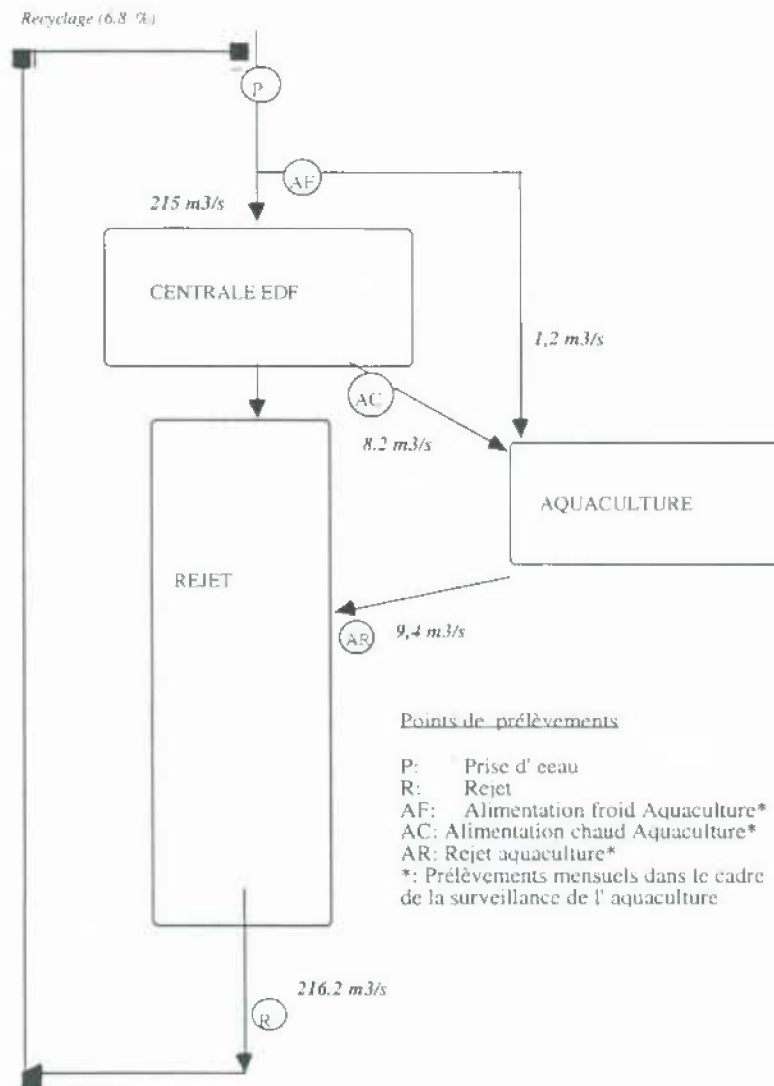 Recyclage (6.8 %)
P
AF
215 m3/s
CENTRALE EDF
1,2 m3/s
AC
8.2 m3/s
AQUACULTURE
REJET
AR
9,4 m3/s
Points de prélèvements
P: Prise d' eeau
R: Rejet
AF: Alimentation froid Aquaculture*
AC: Alimentation chaud Aquaculture*
AR: Rejet aquaculture*
*: Prélèvements mensuels dans le cadre
de la surveillance de l' aquaculture
216.2 m3/s
R